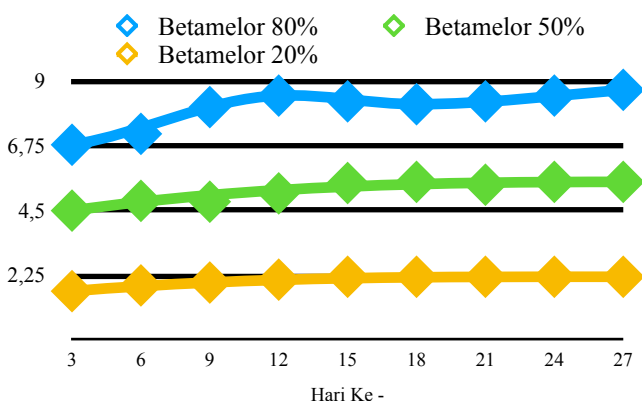 Betamelor 80% Betamelor 50%
Betamelor 20%
9
6,75
4,5
2,25
3 6 9 12 15 18 21 24 27
Hari Ke -